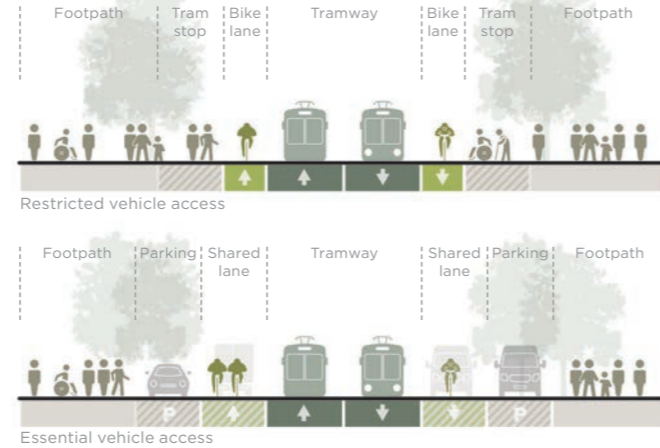 Footpath Tram stop Bike lane Tramway Bike lane Tram stop Footpath
Restricted vehicle access
Footpath Parking Shared lane Tramway Shared lane Parking Footpath
P P
Essential vehicle access